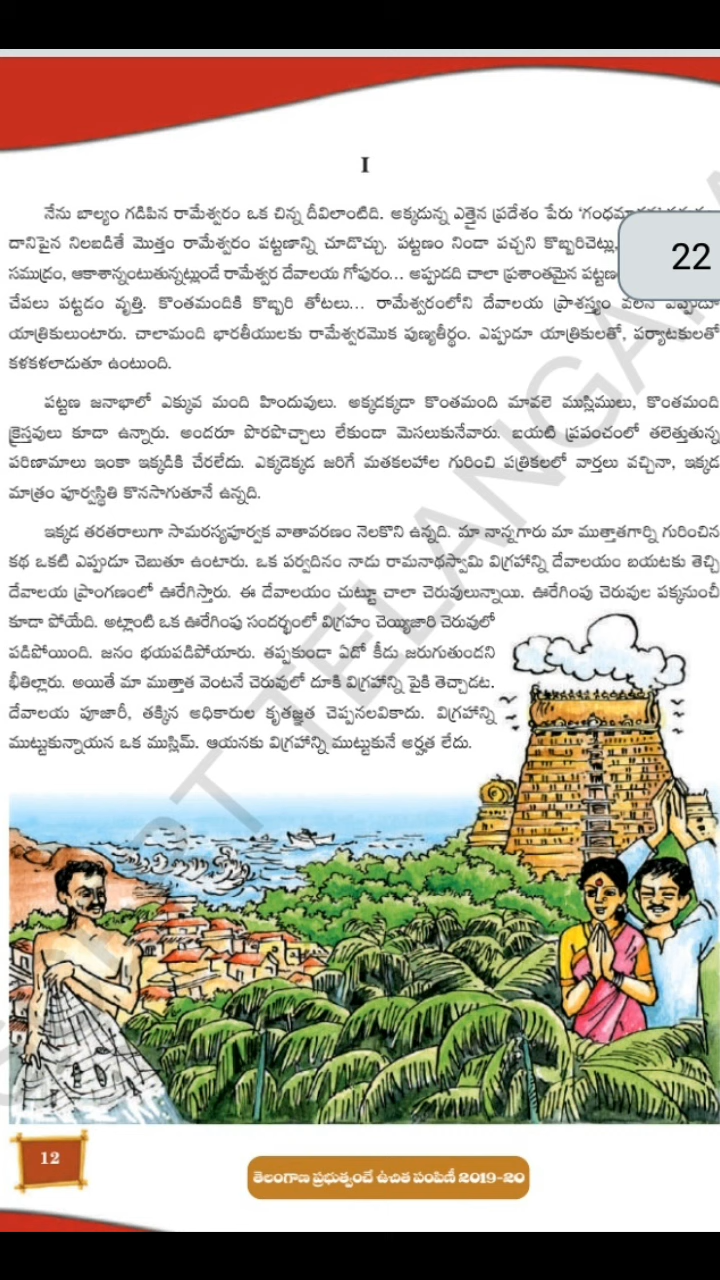 I
నేను బాల్యం గడిపిన రామేశ్వరం ఒక చిన్న దీవిలాంటిది. అక్కడున్న ఎత్తైన ప్రదేశం పేరు
దానిపైన నిలబడితే మొత్తం రామేశ్వరం పట్టణాన్ని చూడొచ్చు. పట్టణం నిండా పచ్చని కొబ్బరిచెట్లు,
22
సముద్రం, ఆకాశాన్నంటుతున్నట్లుండే రామేశ్వర దేవాలయ గోపురం... అప్పుడది చాలా ప్రశాంతమైన
చేపలు పట్టడం వృత్తి. కొంతమందికి కొబ్బరి తోటలు... రామేశ్వరంలోని దేవాలయ ప్రాశస్త్యం వలన ఎప్పుడూ
యాత్రికులుంటారు. చాలామంది భారతీయులకు రామేశ్వరమొక పుణ్యతీర్థం. ఎప్పుడూ యాత్రికులతో, పర్యాటకులతో
కళకళలాడుతూ ఉంటుంది.
పట్టణ జనాభాలో ఎక్కువ మంది హిందువులు. అక్కడక్కడా కొంతమంది మావలె ముస్లిములు, కొంతమంది
క్రైస్తవులు కూడా ఉన్నారు. అందరూ పొరపొచ్చాలు లేకుండా మెసలుకునేవారు. బయటి ప్రపంచంలో తలెత్తుతున్న
పరిణామాలు ఇంకా ఇక్కడికి చేరలేదు. ఎక్కడెక్కడ జరిగే మతకలహాల గురించి పత్రికలలో వార్తలు వచ్చినా, ఇక్కడ
మాత్రం పూర్వస్థితి కొనసాగుతూనే ఉన్నది.
ఇక్కడ తరతరాలుగా సామరస్యపూర్వక వాతావరణం నెలకొని ఉన్నది. మా నాన్నగారు మా ముత్తాతగార్ని గురించిన
కథ ఒకటి ఎప్పుడూ చెబుతూ ఉంటారు. ఒక పర్వదినం నాడు రామనాథస్వామి విగ్రహాన్ని దేవాలయం బయటకు తెచ్చి
దేవాలయ ప్రాంగణంలో ఊరేగిస్తారు. ఈ దేవాలయం చుట్టూ చాలా చెరువులున్నాయి. ఊరేగింపు చెరువుల పక్కనుంచీ
కూడా పోయేది. అట్లాంటి ఒక ఊరేగింపు సందర్భంలో విగ్రహం చెయ్యిజారి చెరువులో
పడిపోయింది. జనం భయపడిపోయారు. తప్పకుండా ఏదో కీడు జరుగుతుందని
భీతిల్లారు. అయితే మా ముత్తాత వెంటనే చెరువులో దూకి విగ్రహాన్ని పైకి తెచ్చాడట.
దేవాలయ పూజారీ, తక్కిన అధికారుల కృతజ్ఞత చెప్పనలవికాదు. విగ్రహాన్ని
ముట్టుకున్నాయన ఒక ముస్లిమ్. ఆయనకు విగ్రహాన్ని ముట్టుకునే అర్హత లేదు.
12
తెలంగాణ ప్రభుత్వంచే ఉచిత పంపిణీ 2019-20